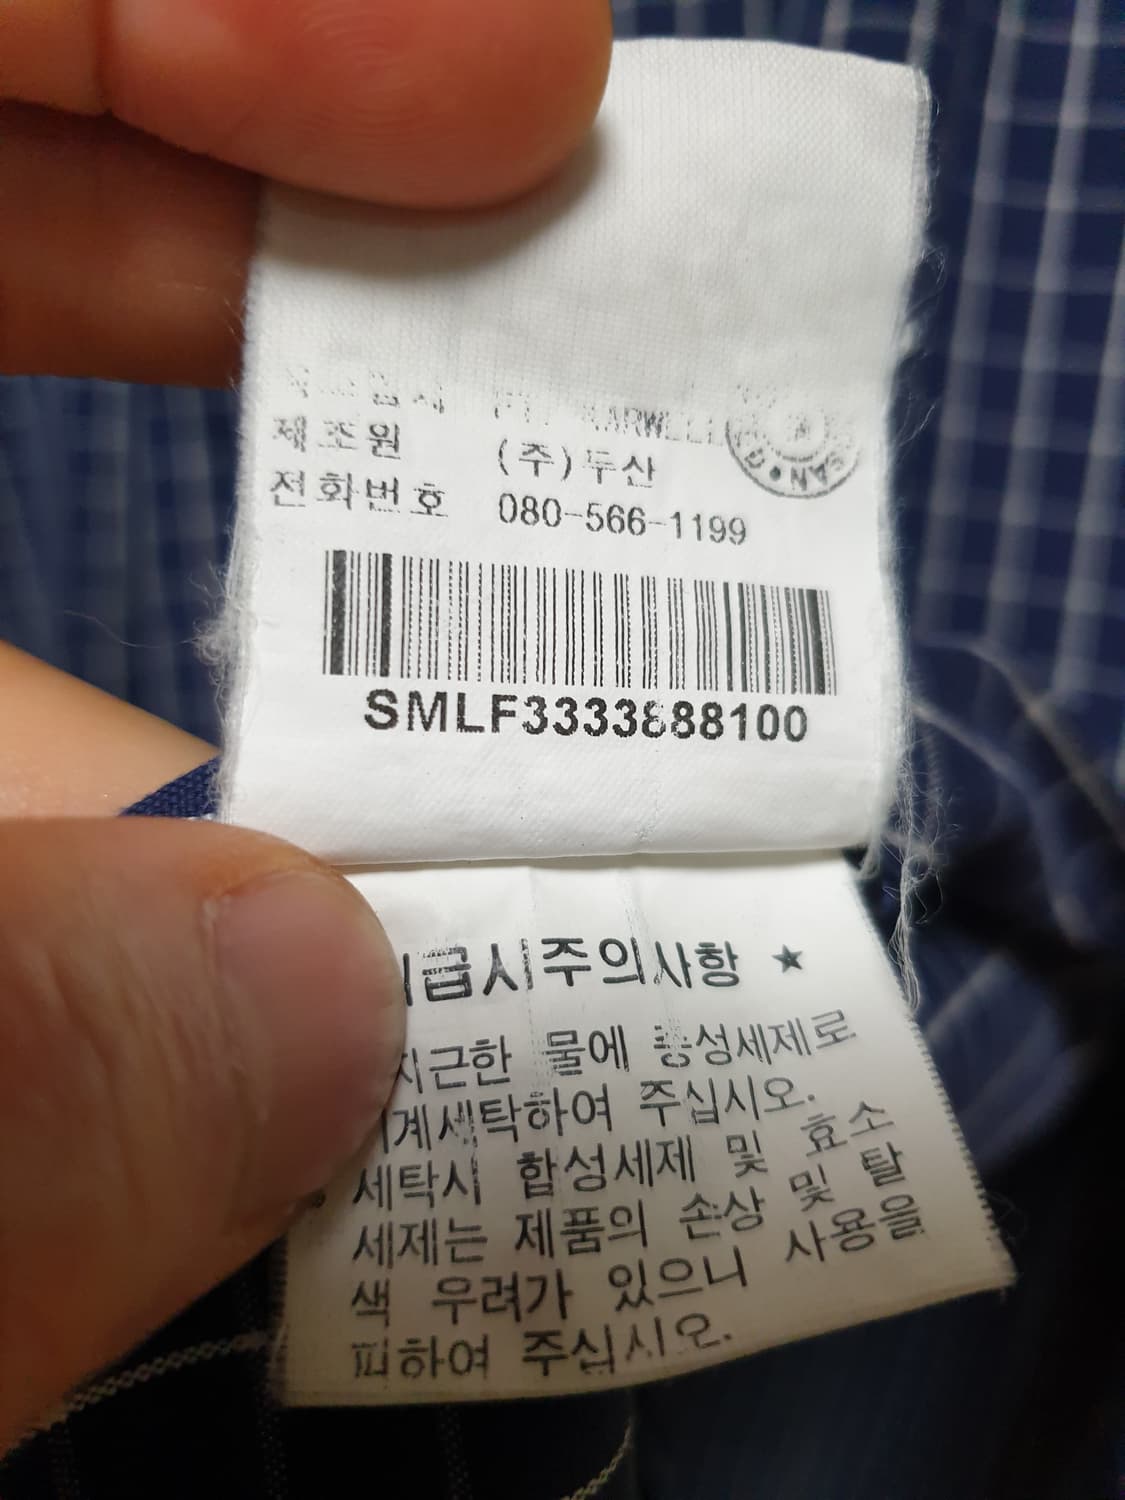 제조원 (주)두산
전화번호 080-566-1199
SMLF3333888100
취급시주의사항 ★
미지근한 물에 중성세제로
기계세탁하여 주십시오.
세탁시 합성세제 및 효소
세제는 제품의 손상 및 탈
색 우려가 있으니 사용을
피하여 주십시오.